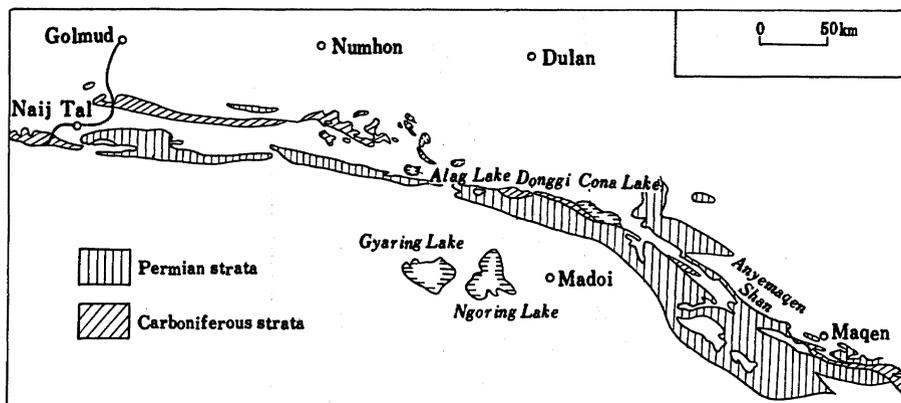 Golmud
Numhon
Dulan
0 50km
Naij Tal
Alag Lake
Donggi Cona Lake
Gyaring Lake
Ngoring Lake
Madoi
Anyemaqen
Shan
Maqen
Permian strata
Carboniferous strata